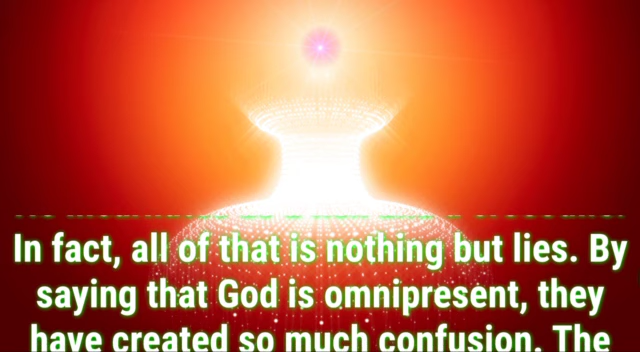 In fact, all of that is nothing but lies. By
saying that God is omnipresent, they
have created so much confusion. The